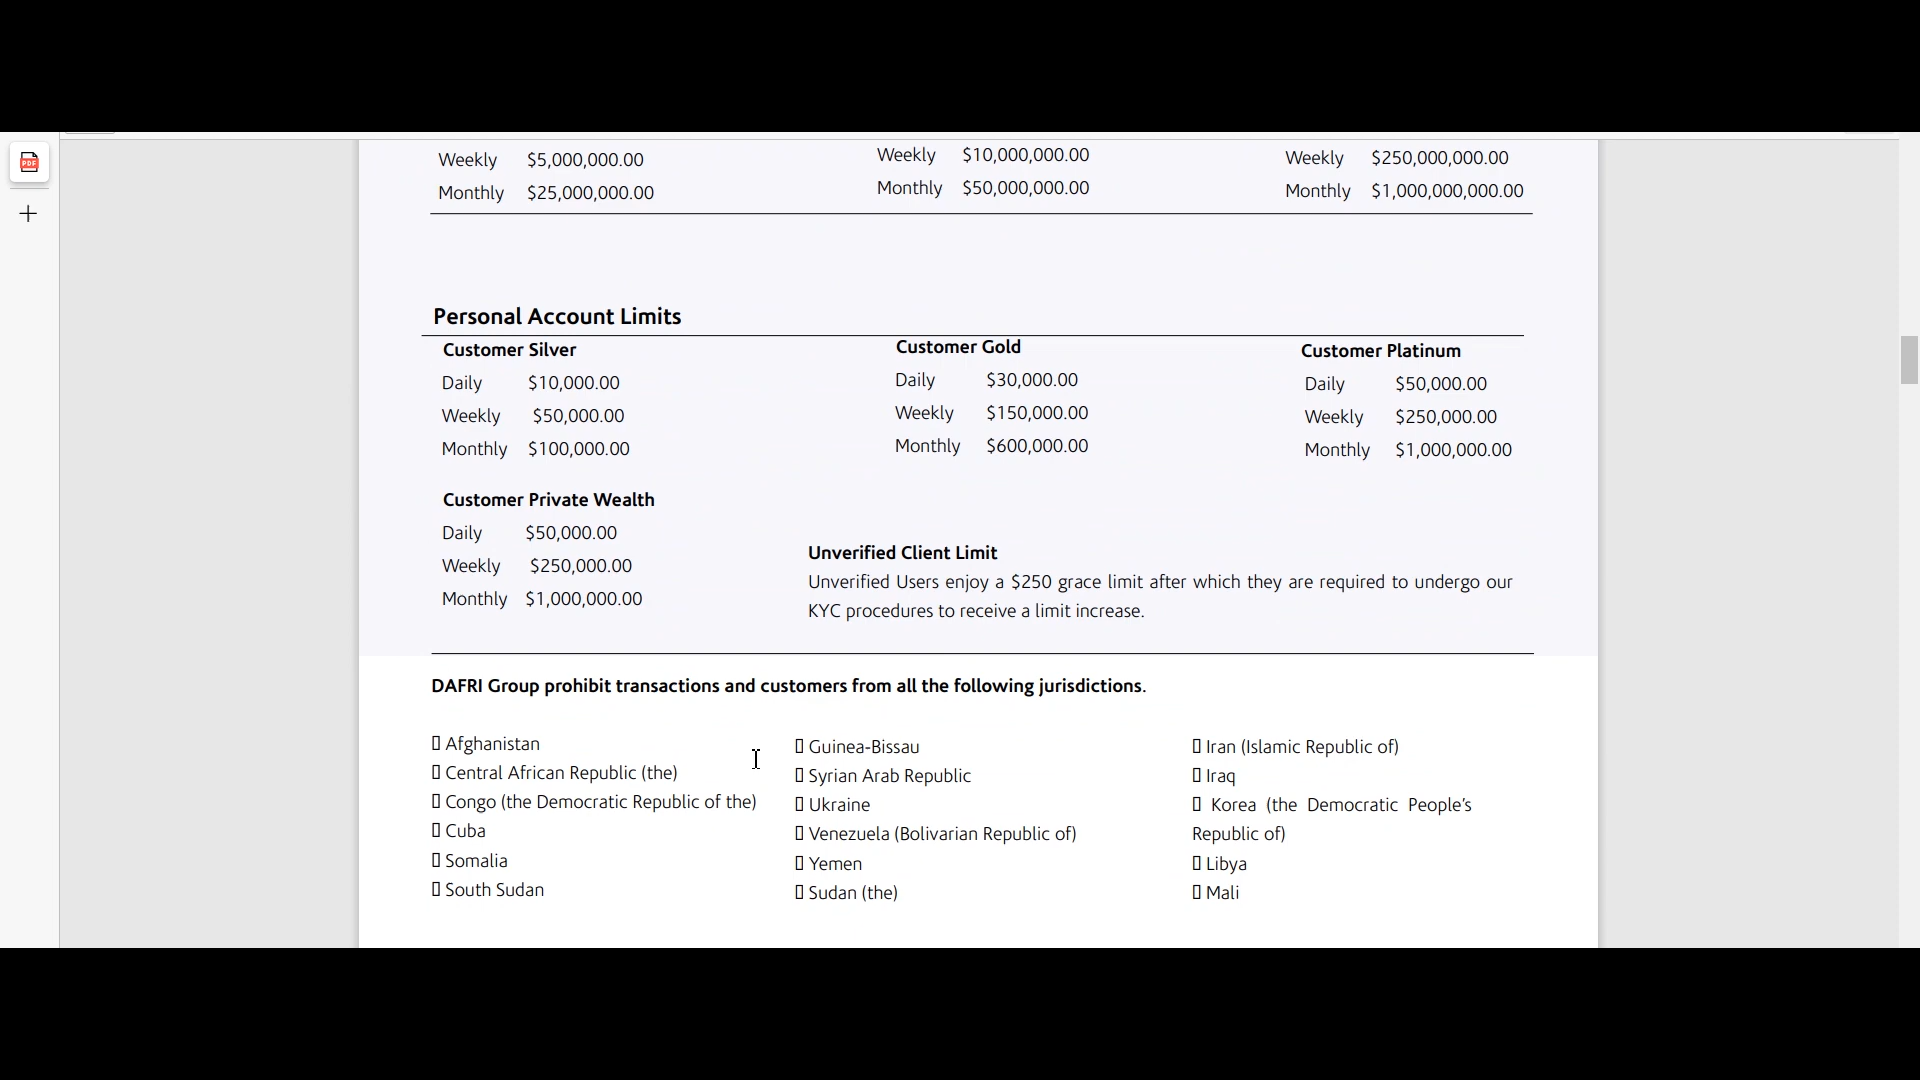 Weekly $5,000,000.00
Monthly $25,000,000.00
Weekly $10,000,000.00
Monthly $50,000,000.00
Weekly $250,000,000.00
Monthly $1,000,000,000.00
Personal Account Limits
Customer Silver
Daily $10,000.00
Weekly $50,000.00
Monthly $100,000.00
Customer Gold
Daily $30,000.00
Weekly $150,000.00
Monthly $600,000.00
Customer Platinum
Daily $50,000.00
Weekly $250,000.00
Monthly $1,000,000.00
Customer Private Wealth
Daily $50,000.00
Weekly $250,000.00
Monthly $1,000,000.00
Unverified Client Limit
Unverified Users enjoy a $250 grace limit after which they are required to undergo our
KYC procedures to receive a limit increase.
DAFRI Group prohibit transactions and customers from all the following jurisdictions.
Afghanistan
Central African Republic (the)
Congo (the Democratic Republic of the)
Cuba
Somalia
South Sudan
Guinea-Bissau
Syrian Arab Republic
Ukraine
Venezuela (Bolivarian Republic of)
Yemen
Sudan (the)
Iran (Islamic Republic of)
Iraq
Korea (the Democratic People's
Republic of)
Libya
Mali
PDF